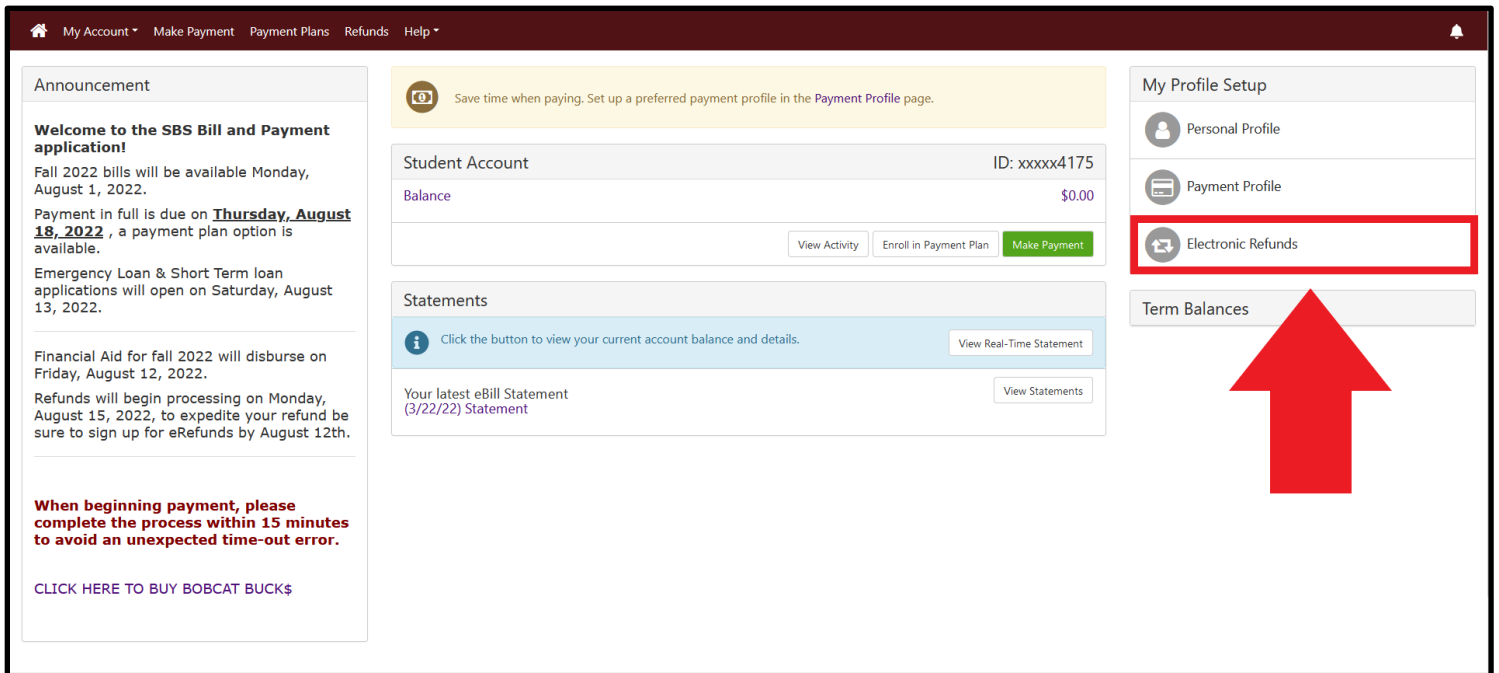 My Account Make Payment Payment Plans Refunds Help
Announcement
Welcome to the SBS Bill and Payment
application!
Fall 2022 bills will be available Monday,
August 1, 2022.
Payment in full is due on Thursday, August
18, 2022 , a payment plan option is
available.
Emergency Loan & Short Term loan
applications will open on Saturday, August
13, 2022.
Financial Aid for fall 2022 will disburse on
Friday, August 12, 2022.
Refunds will begin processing on Monday,
August 15, 2022, to expedite your refund be
sure to sign up for eRefunds by August 12th.
When beginning payment, please
complete the process within 15 minutes
to avoid an unexpected time-out error.
CLICK HERE TO BUY BOBCAT BUCK$
Save time when paying. Set up a preferred payment profile in the Payment Profile page.
Student Account ID: xxxxx4175
Balance $0.00
View Activity Enroll in Payment Plan Make Payment
Statements
Click the button to view your current account balance and details. View Real-Time Statement
Your latest eBill Statement View Statements
(3/22/22) Statement
My Profile Setup
Personal Profile
Payment Profile
Electronic Refunds
Term Balances